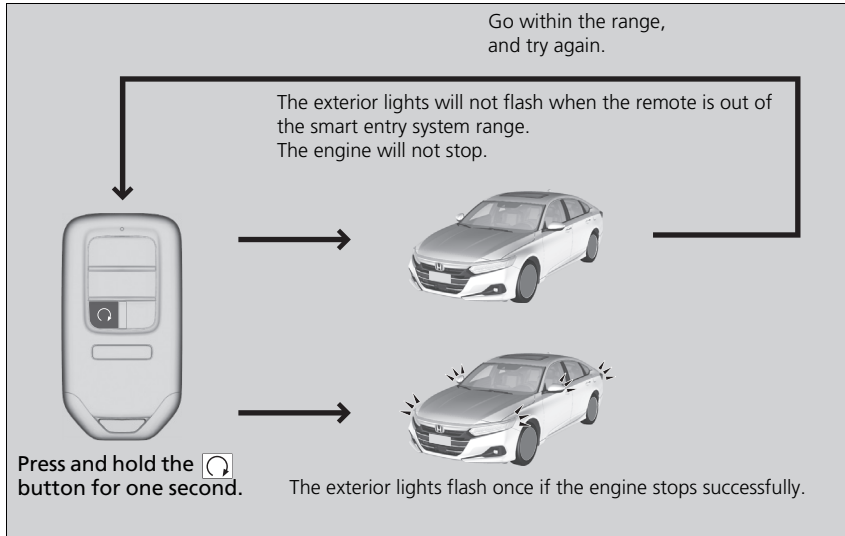 Go within the range,
and try again.
The exterior lights will not flash when the remote is out of
the smart entry system range.
The engine will not stop.
Press and hold the
button for one second.
The exterior lights flash once if the engine stops successfully.